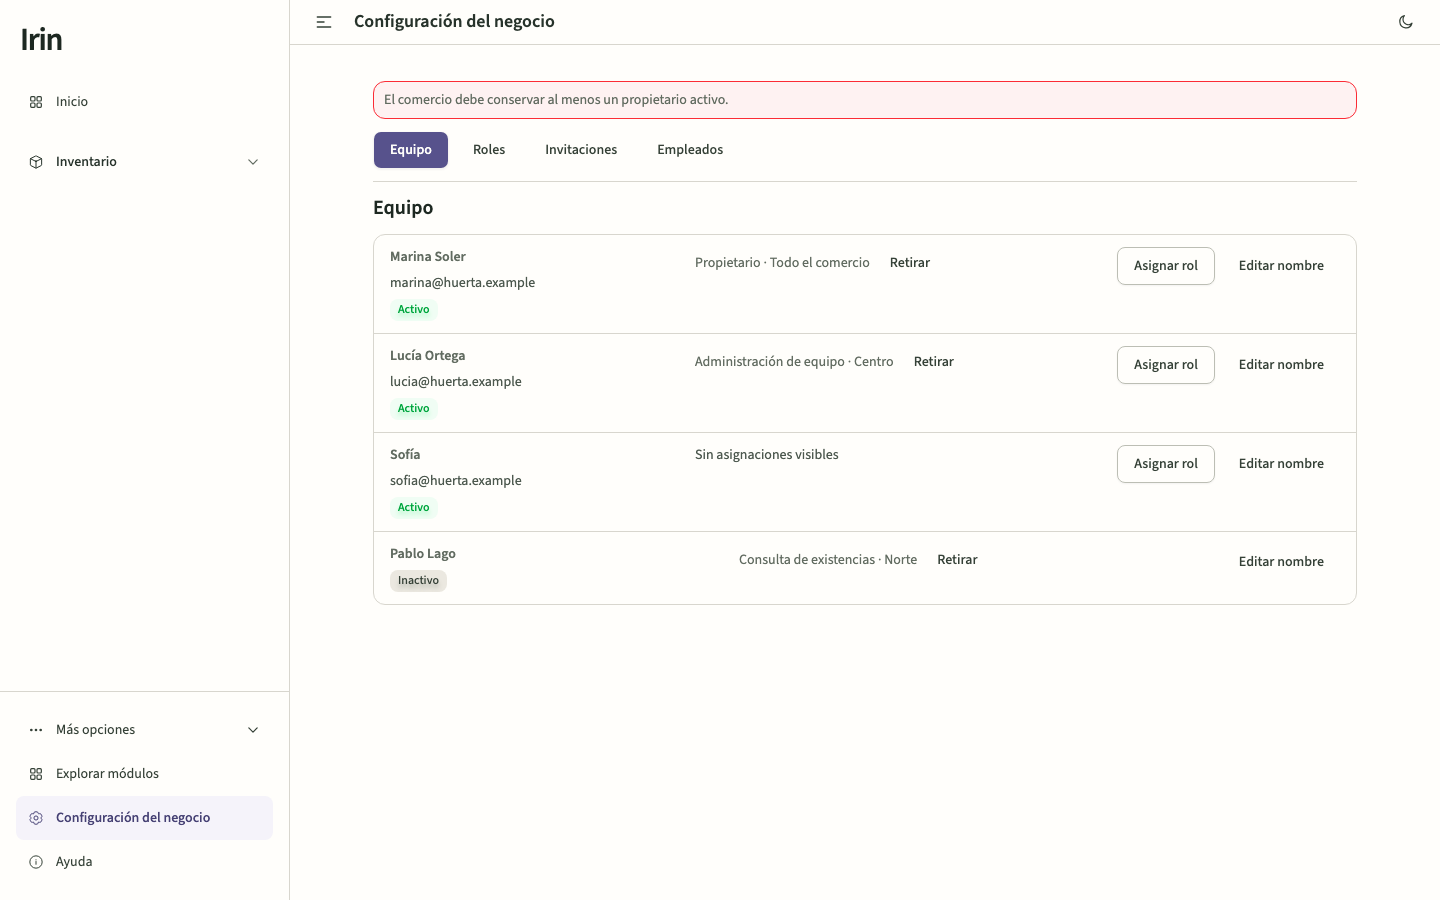 Irin
Inicio
Inventario
Más opciones
Explorar módulos
Configuración del negocio
Ayuda
Configuración del negocio
El comercio debe conservar al menos un propietario activo.
Equipo Roles Invitaciones Empleados
Equipo
Marina Soler
marina@huerta.example
Activo
Propietario · Todo el comercio Retirar
Asignar rol Editar nombre
Lucía Ortega
lucia@huerta.example
Activo
Administración de equipo · Centro Retirar
Asignar rol Editar nombre
Sofía
sofia@huerta.example
Activo
Sin asignaciones visibles
Asignar rol Editar nombre
Pablo Lago
Inactivo
Consulta de existencias · Norte Retirar
Editar nombre